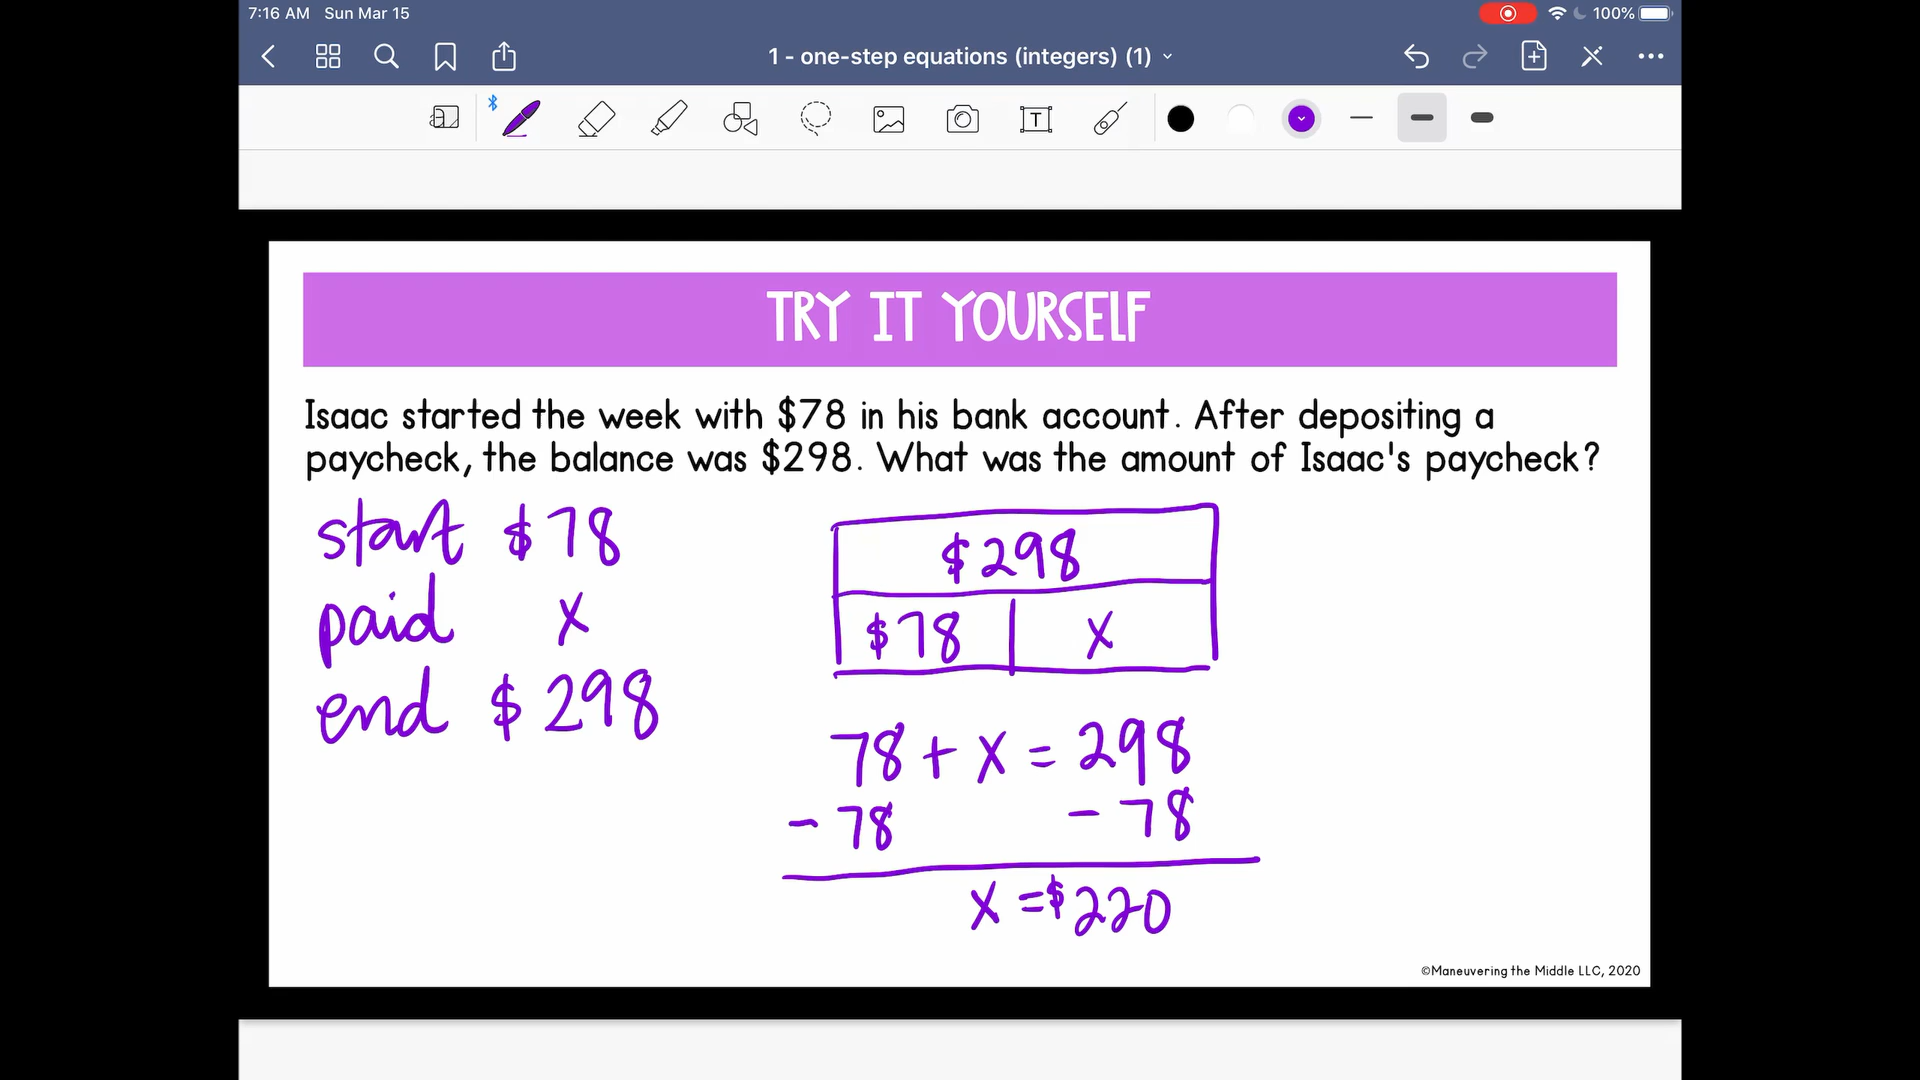 7:16 AM Sun Mar 15
100%
1 - one-step equations (integers) (1)
TRY IT YOURSELF
Isaac started the week with $78 in his bank account. After depositing a
paycheck, the balance was $298. What was the amount of Isaac's paycheck?
start $78
paid x
end $298
$298
$78 x
78 + x = 298
- 78 - 78
x = $220
©Maneuvering the Middle LLC, 2020